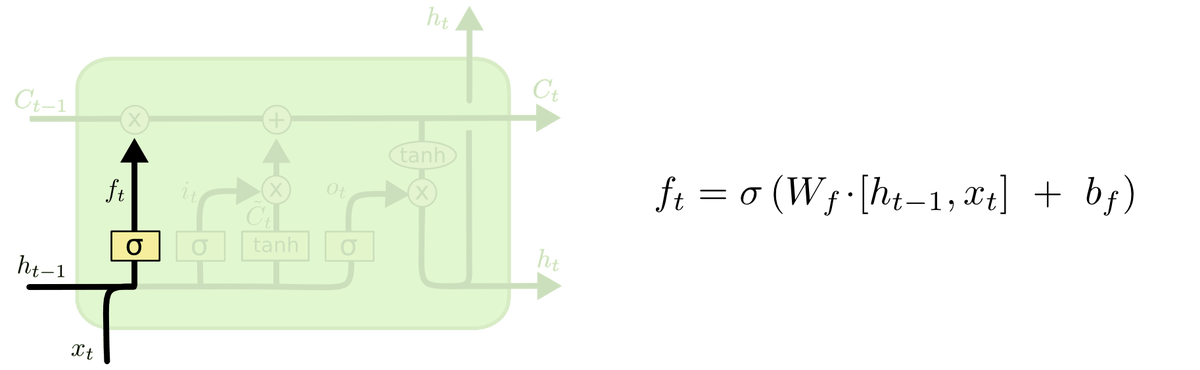 h_t
C_{t-1}
C_t
x
+
tanh
f_t
i_t
x
o_t
x
C̃_t
σ
σ
tanh
σ
h_{t-1}
h_t
x_t
f_t = σ (W_f · [h_{t-1}, x_t] + b_f)